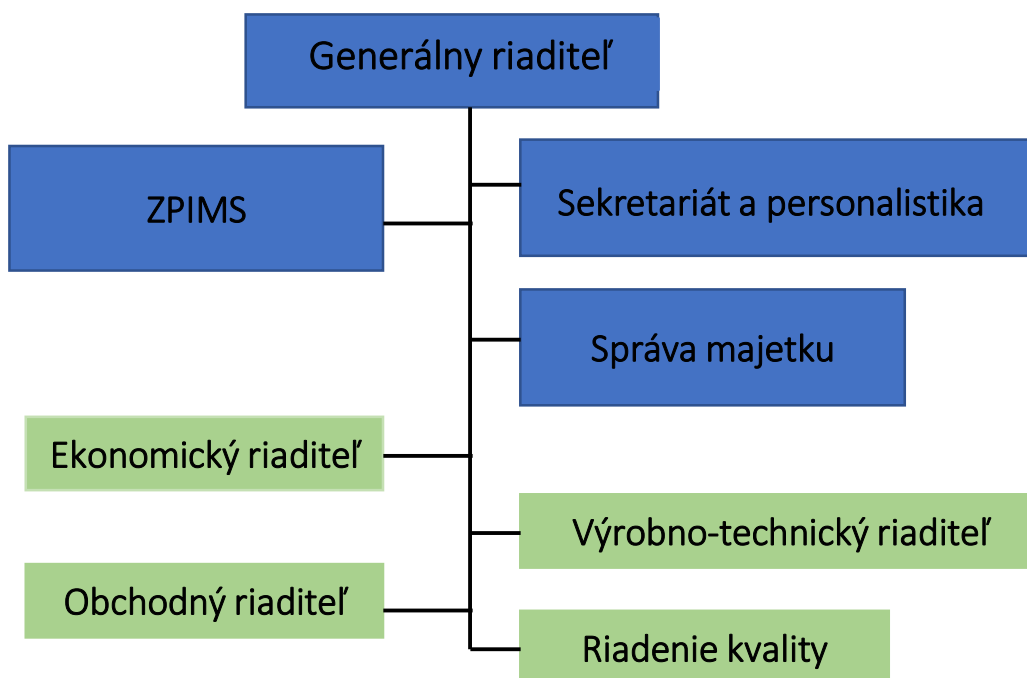 Generálny riaditeľ
ZPIMS
Sekretariát a personalistika
Správa majetku
Ekonomický riaditeľ
Výrobno-technický riaditeľ
Obchodný riaditeľ
Riadenie kvality